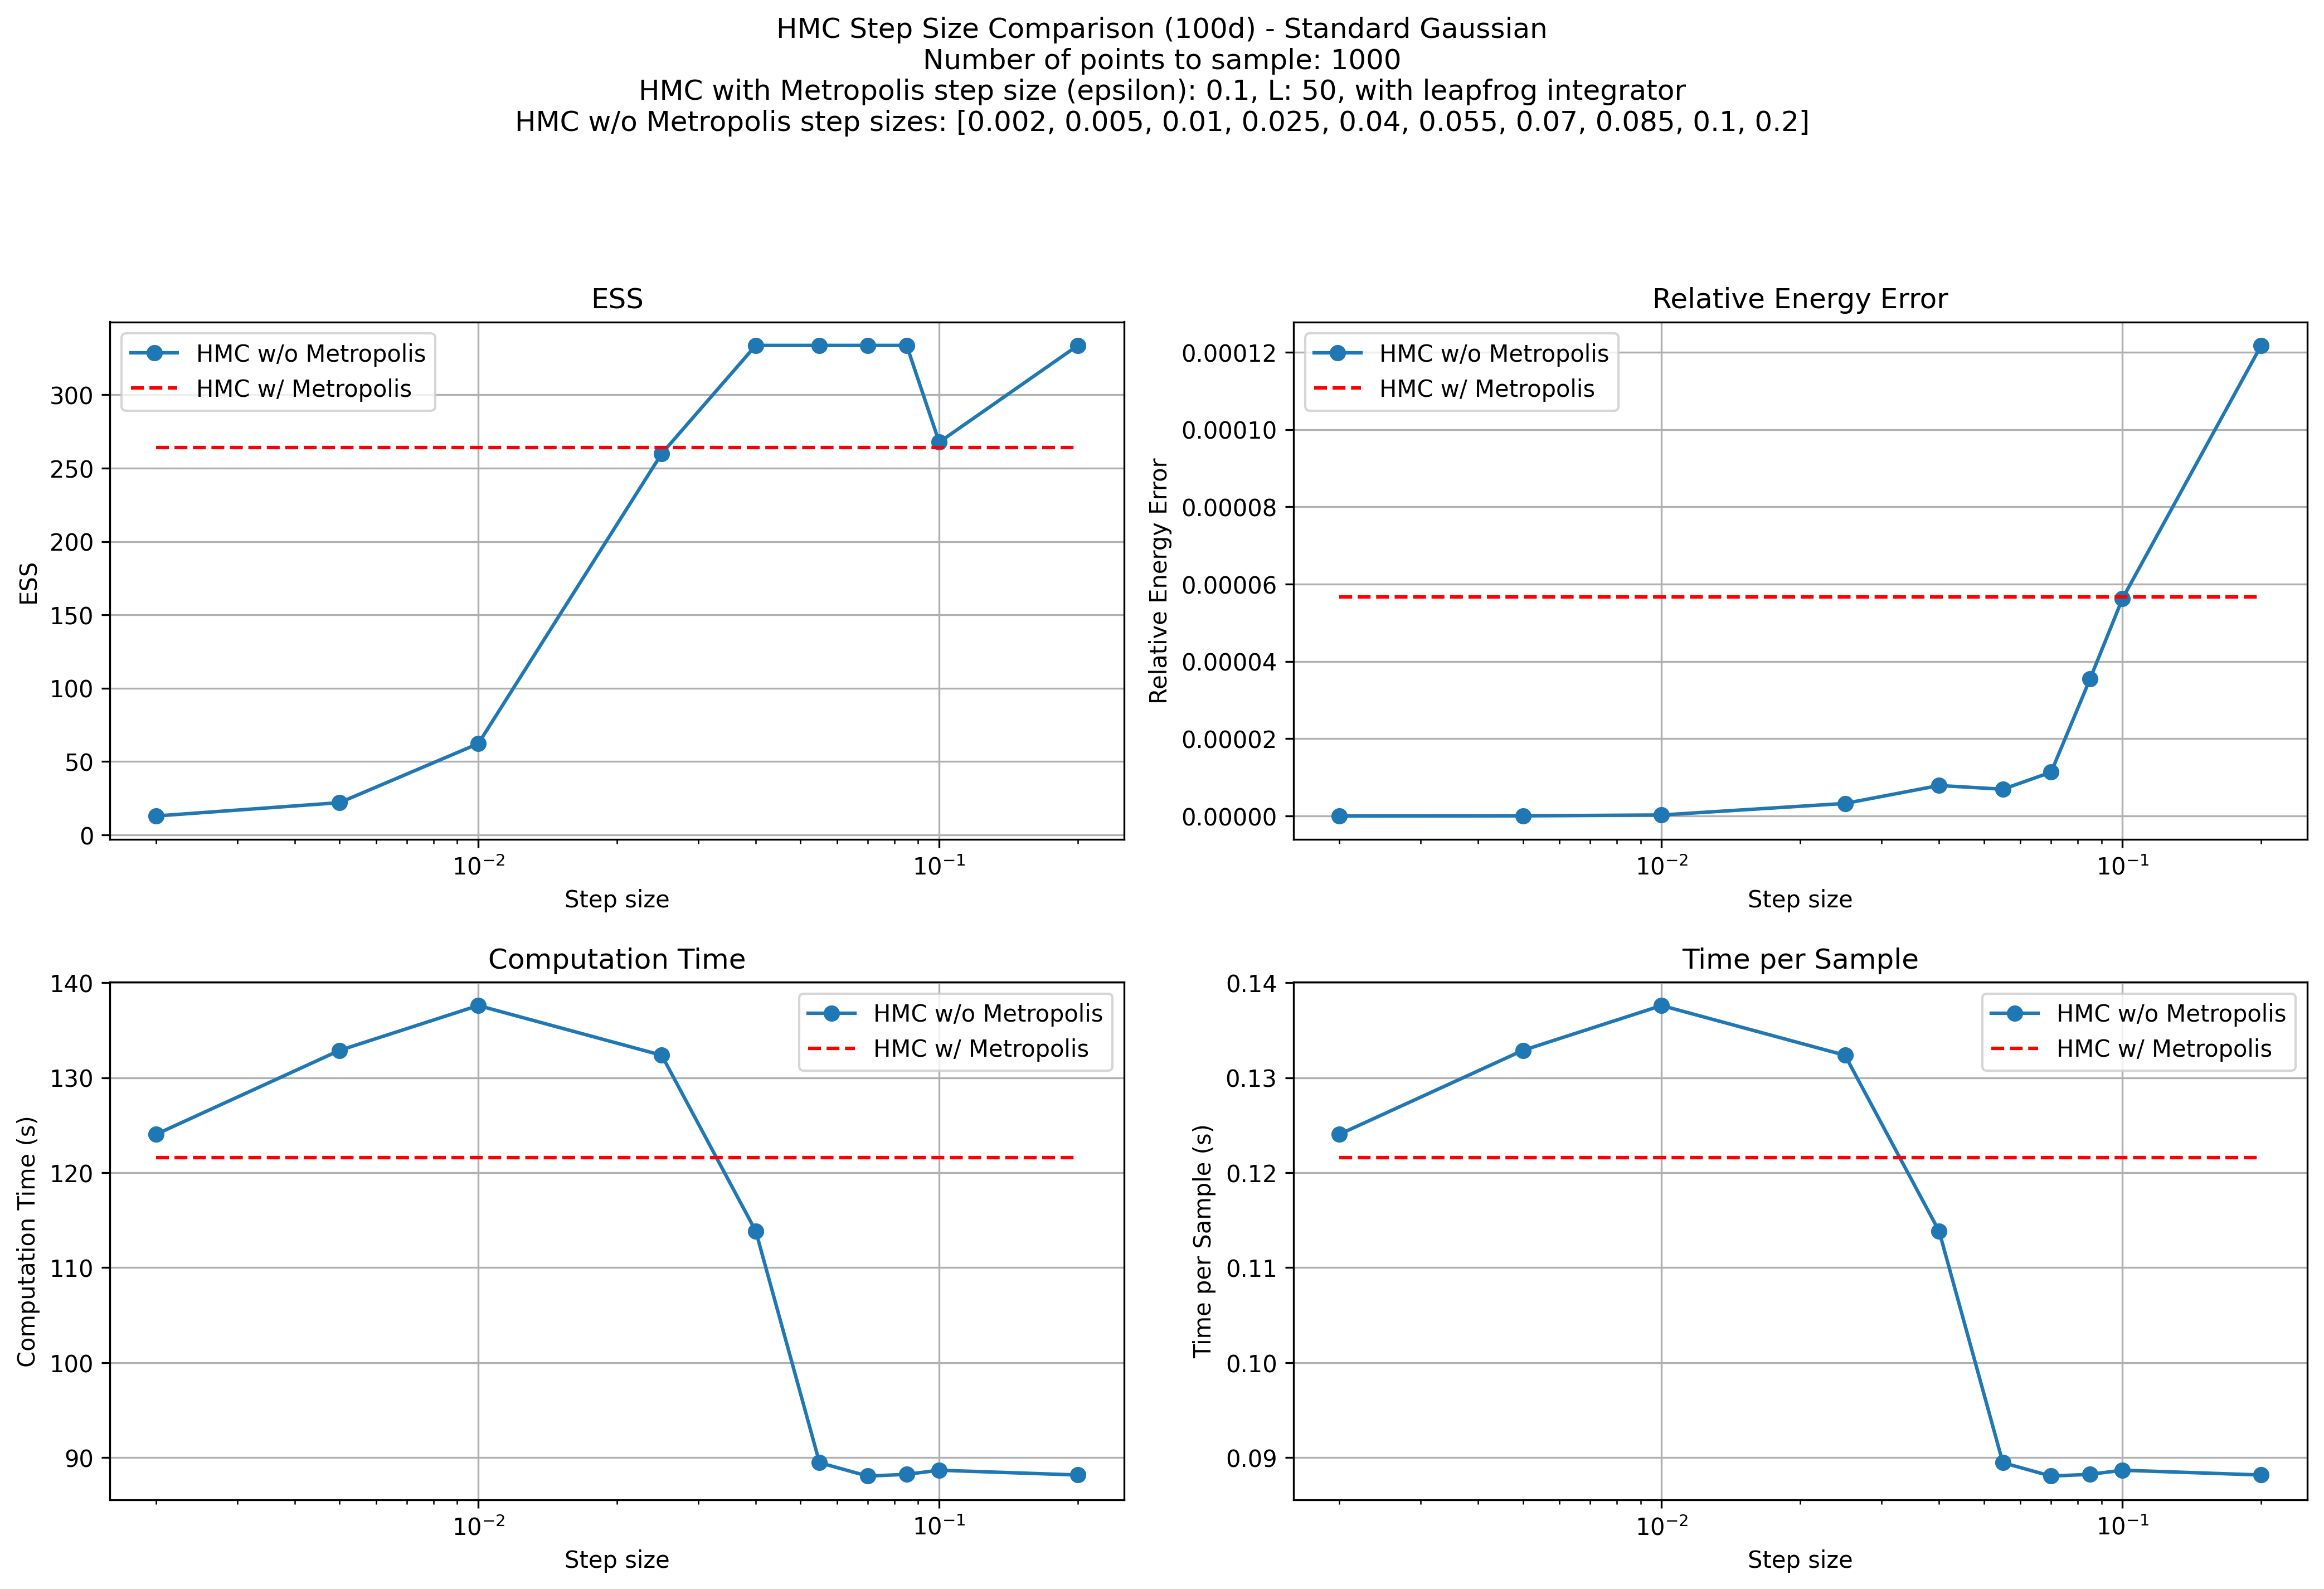 HMC Step Size Comparison (100d) - Standard Gaussian
Number of points to sample: 1000
HMC with Metropolis step size (epsilon): 0.1, L: 50, with leapfrog integrator
HMC w/o Metropolis step sizes: [0.002, 0.005, 0.01, 0.025, 0.04, 0.055, 0.07, 0.085, 0.1, 0.2]
ESS
HMC w/o Metropolis
HMC w/ Metropolis
ESS
300
250
200
150
100
50
0
10⁻²
10⁻¹
Step size
Relative Energy Error
HMC w/o Metropolis
HMC w/ Metropolis
Relative Energy Error
0.00012
0.00010
0.00008
0.00006
0.00004
0.00002
0.00000
10⁻²
10⁻¹
Step size
Computation Time
HMC w/o Metropolis
HMC w/ Metropolis
Computation Time (s)
140
130
120
110
100
90
10⁻²
10⁻¹
Step size
Time per Sample
HMC w/o Metropolis
HMC w/ Metropolis
Time per Sample (s)
0.14
0.13
0.12
0.11
0.10
0.09
10⁻²
10⁻¹
Step size